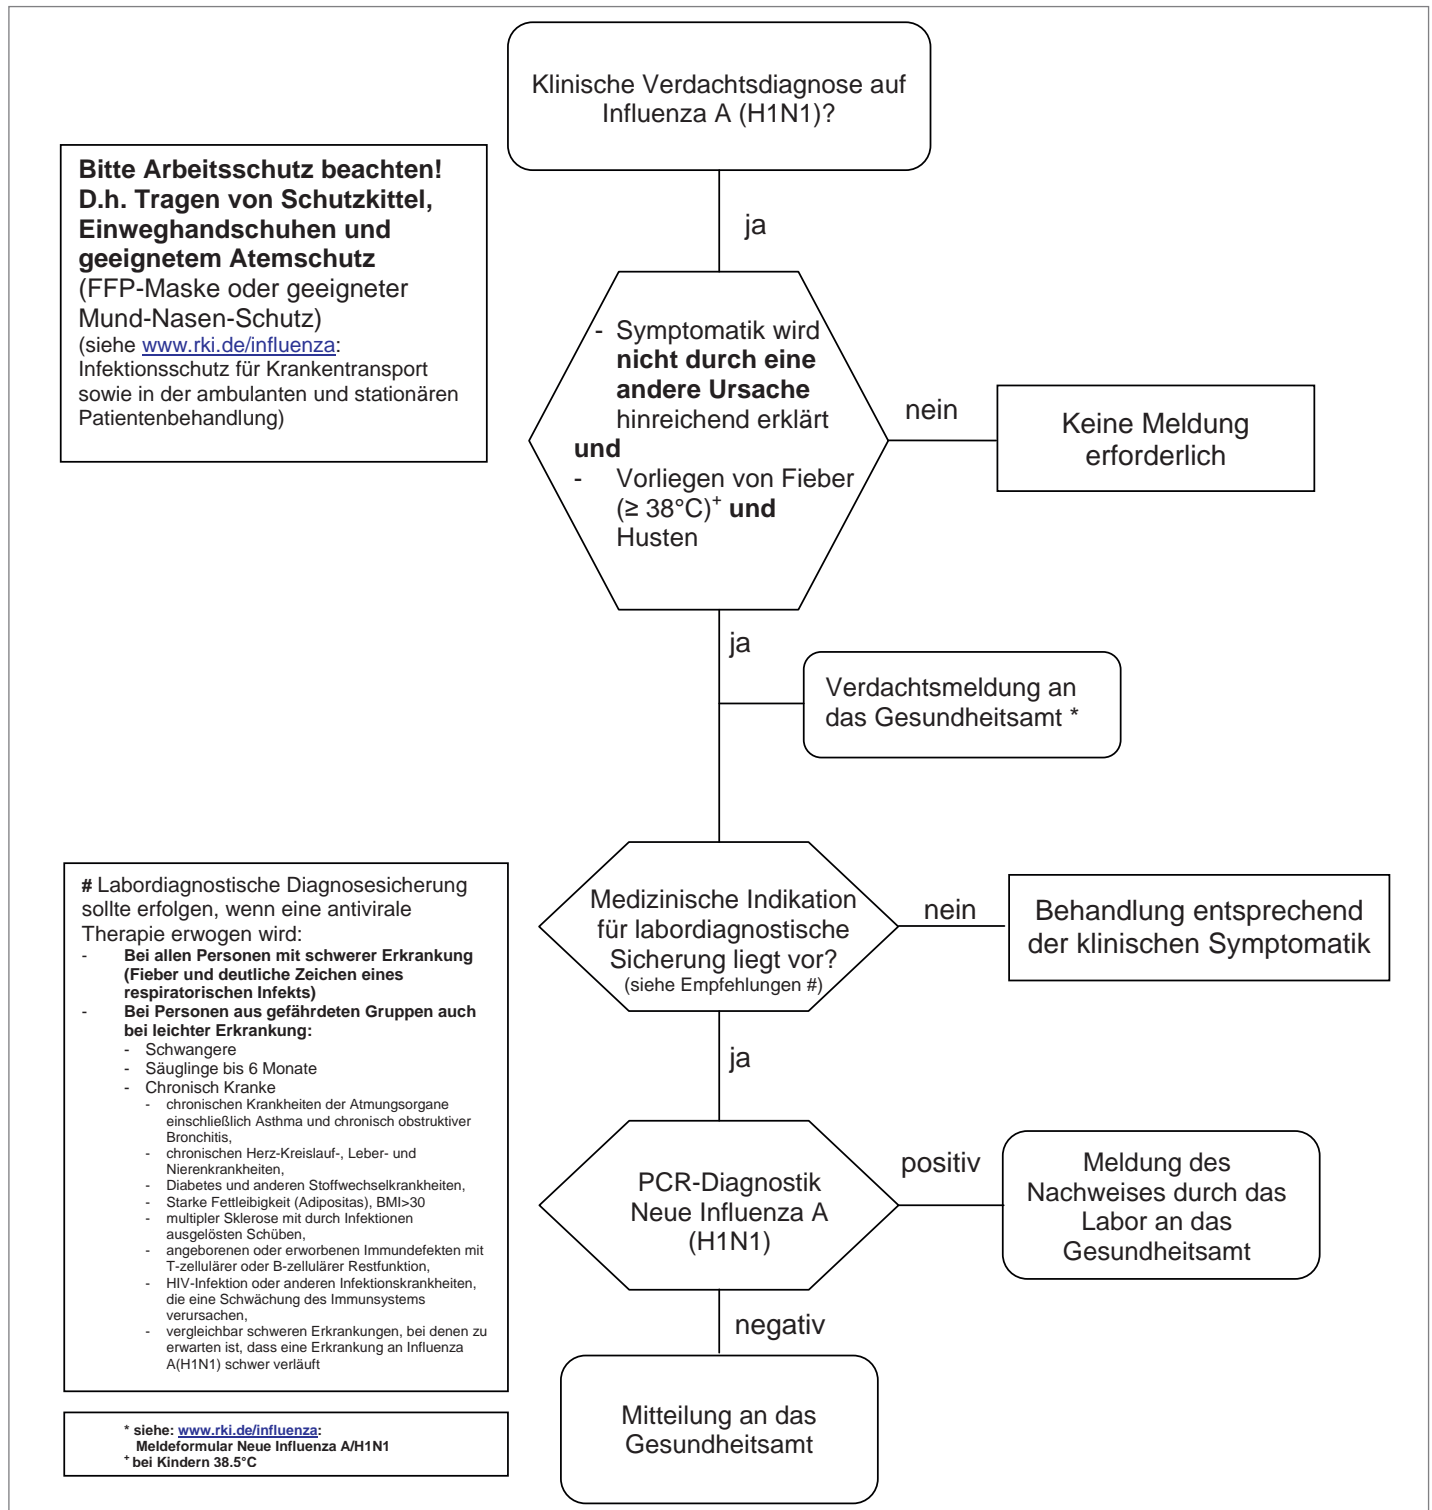 Klinische Verdachtsdiagnose auf
Influenza A (H1N1)?
Bitte Arbeitsschutz beachten!
D.h. Tragen von Schutzkittel,
Einweghandschuhen und
geeignetem Atemschutz
(FFP-Maske oder geeigneter
Mund-Nasen-Schutz)
(siehe www.rki.de/influenza:
Infektionsschutz für Krankentransport
sowie in der ambulanten und stationären
Patientenbehandlung)
ja
- Symptomatik wird
nicht durch eine
andere Ursache
hinreichend erklärt
und
- Vorliegen von Fieber
(≥ 38°C)⁺ und
Husten
nein
Keine Meldung
erforderlich
ja
Verdachtsmeldung an
das Gesundheitsamt *
Medizinische Indikation
für labordiagnostische
Sicherung liegt vor?
(siehe Empfehlungen #)
nein
Behandlung entsprechend
der klinischen Symptomatik
# Labordiagnostische Diagnosesicherung
sollte erfolgen, wenn eine antivirale
Therapie erwogen wird:
- Bei allen Personen mit schwerer Erkrankung
(Fieber und deutliche Zeichen eines
respiratorischen Infekts)
- Bei Personen aus gefährdeten Gruppen auch
bei leichter Erkrankung:
- Schwangere
- Säuglinge bis 6 Monate
- Chronisch Kranke
- chronischen Krankheiten der Atmungsorgane
einschließlich Asthma und chronisch obstruktiver
Bronchitis,
- chronischen Herz-Kreislauf-, Leber- und
Nierenkrankheiten,
- Diabetes und anderen Stoffwechselkrankheiten,
- Starke Fettleibigkeit (Adipositas), BMI>30
- multipler Sklerose mit durch Infektionen
ausgelösten Schüben,
- angeborenen oder erworbenen Immundefekten mit
T-zellulärer oder B-zellulärer Restfunktion,
- HIV-Infektion oder anderen Infektionskrankheiten,
die eine Schwächung des Immunsystems
verursachen,
- vergleichbar schweren Erkrankungen, bei denen zu
erwarten ist, dass eine Erkrankung an Influenza
A(H1N1) schwer verläuft
ja
PCR-Diagnostik
Neue Influenza A
(H1N1)
positiv
Meldung des
Nachweises durch das
Labor an das
Gesundheitsamt
negativ
Mitteilung an das
Gesundheitsamt
* siehe: www.rki.de/influenza:
Meldeformular Neue Influenza A/H1N1
⁺ bei Kindern 38.5°C